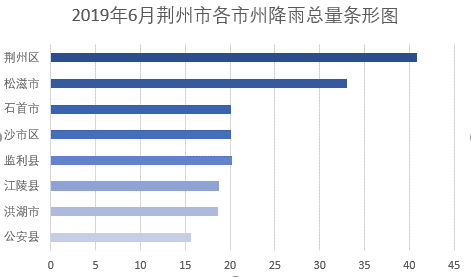 2019年6月荆州市各市州降雨总量条形图
荆州区
松滋市
石首市
沙市区
监利县
江陵县
洪湖市
公安县
0 5 10 15 20 25 30 35 40 45